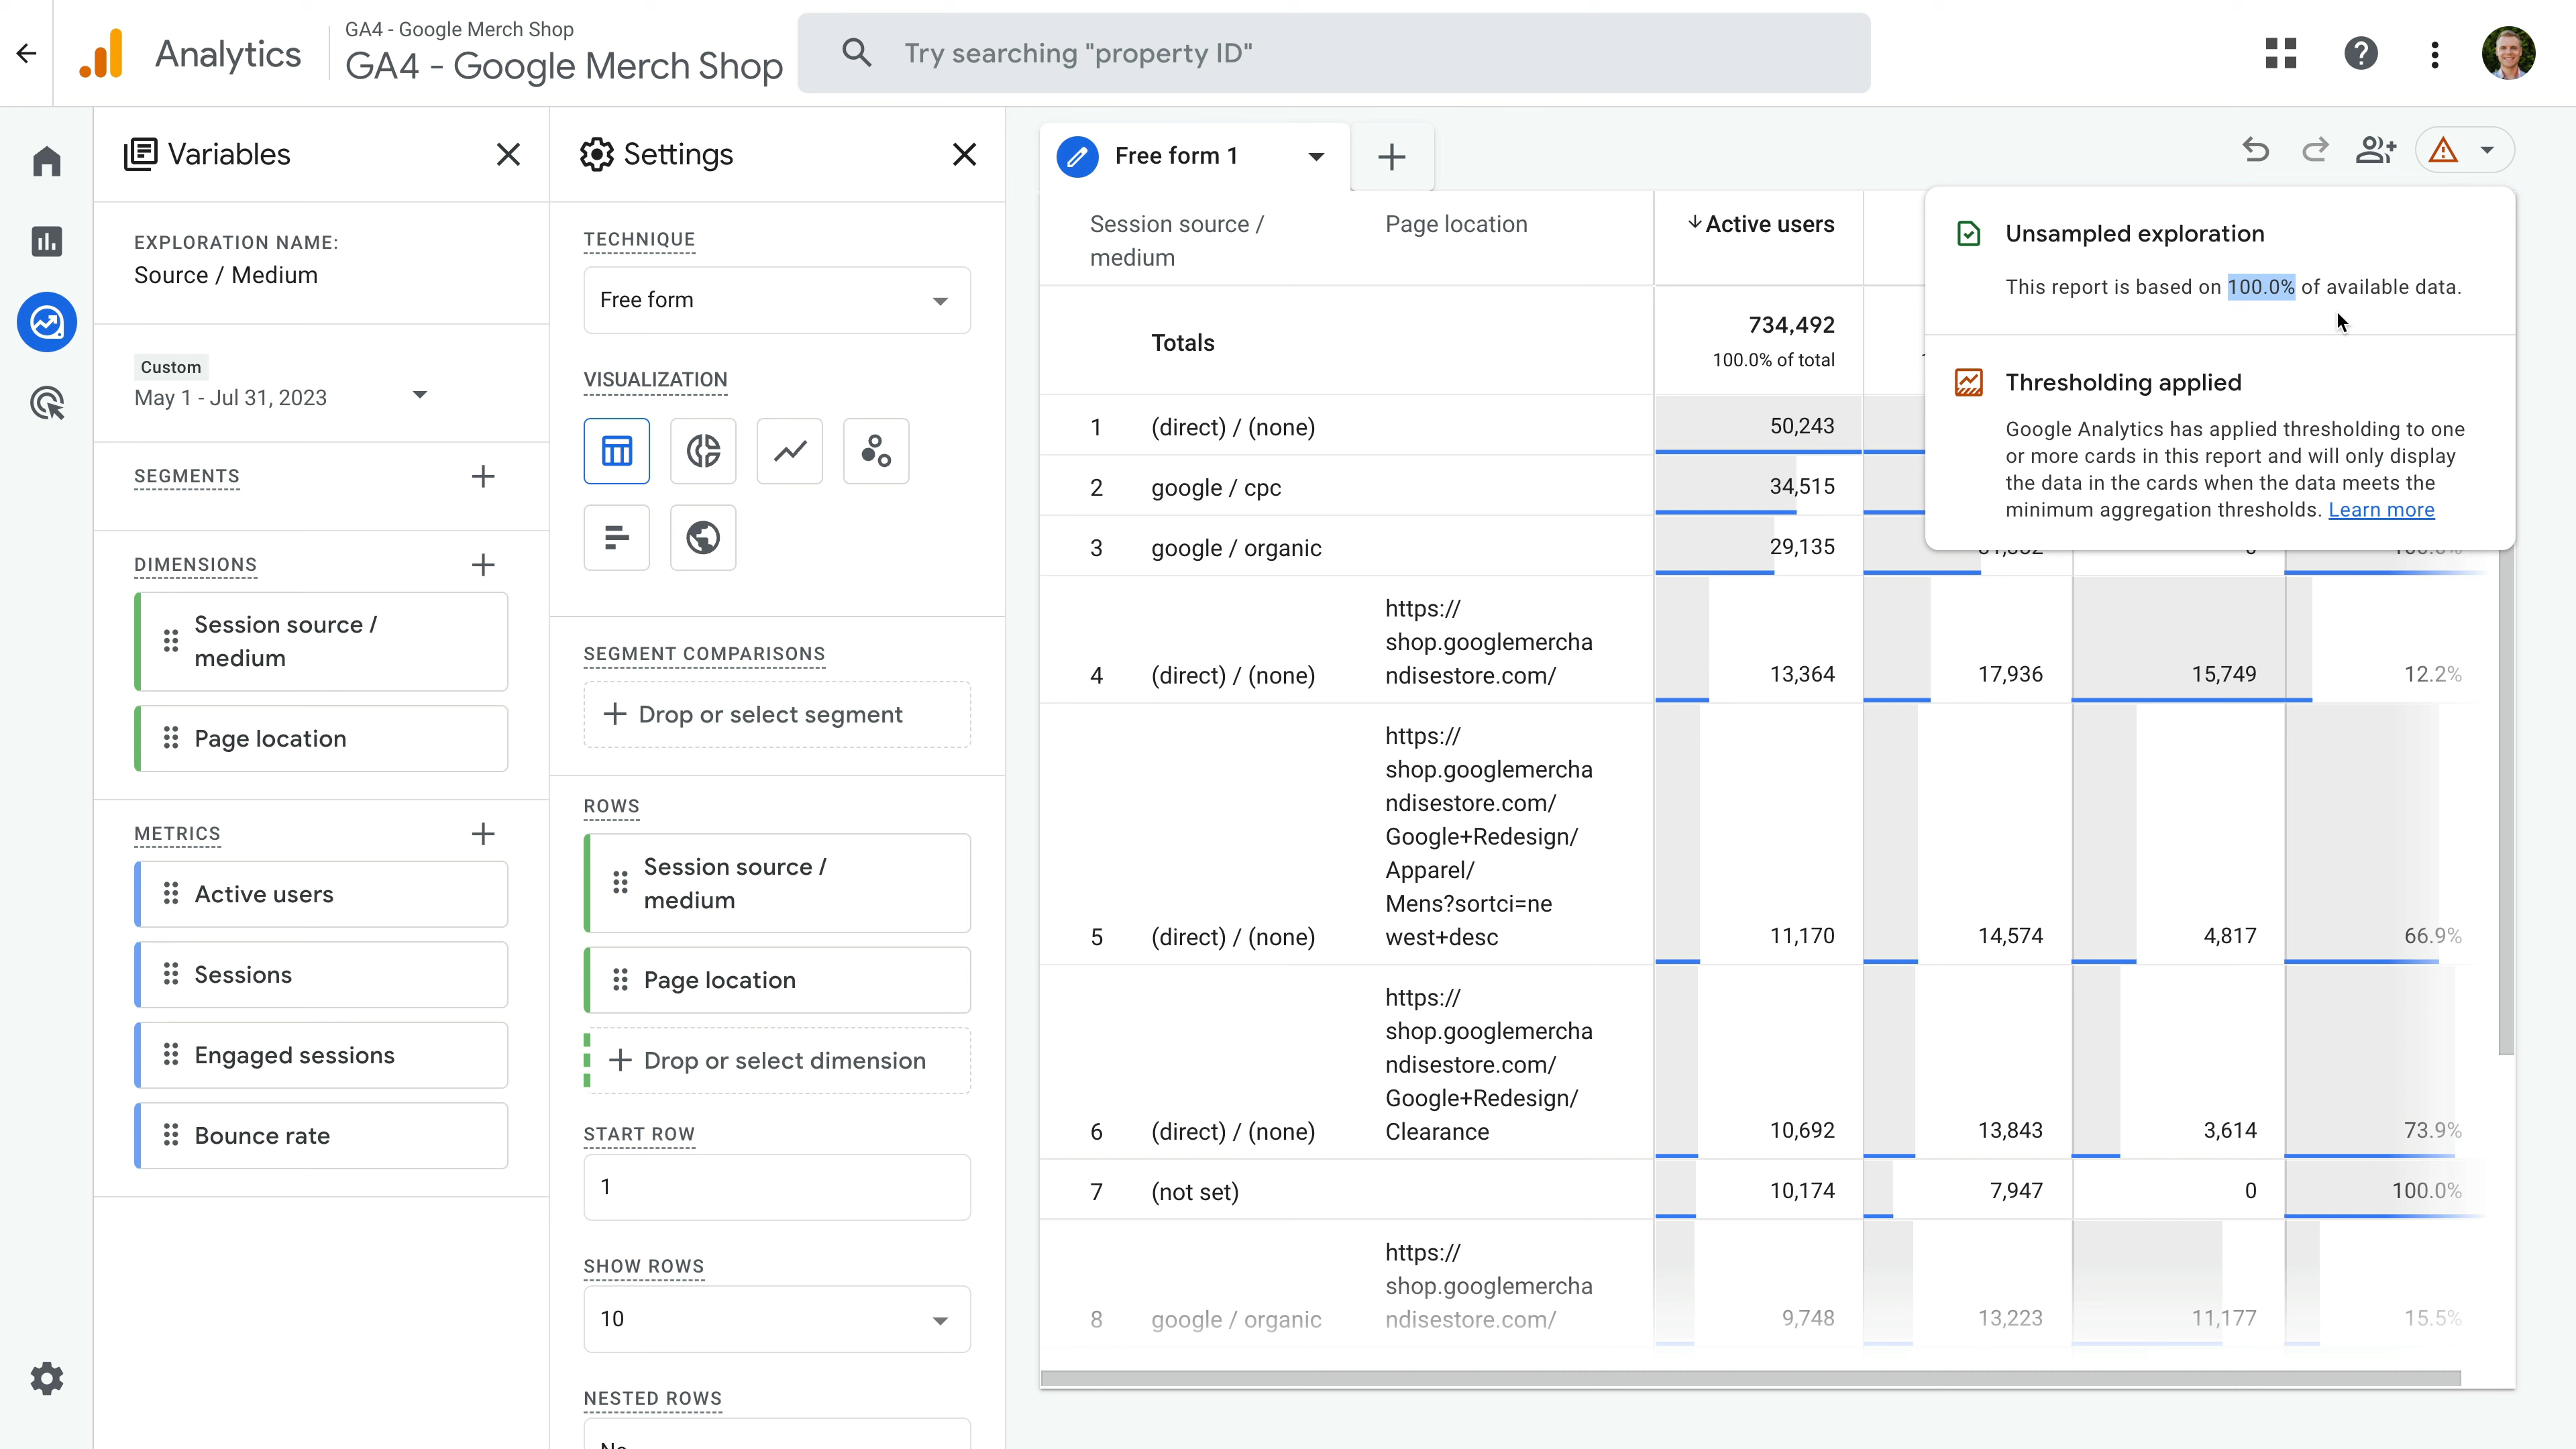 Analytics
GA4 - Google Merch Shop
GA4 - Google Merch Shop
Try searching "property ID"
Variables
EXPLORATION NAME:
Source / Medium
Custom
May 1 - Jul 31, 2023
SEGMENTS
DIMENSIONS
Session source /
medium
Page location
METRICS
Active users
Sessions
Engaged sessions
Bounce rate
Settings
TECHNIQUE
Free form
VISUALIZATION
SEGMENT COMPARISONS
Drop or select segment
ROWS
Session source /
medium
Page location
Drop or select dimension
START ROW
1
SHOW ROWS
10
NESTED ROWS
Free form 1
Session source /
medium
Page location
Active users
Totals
734,492
100.0% of total
1 (direct) / (none) 50,243
2 google / cpc 34,515
3 google / organic 29,135
https://
shop.googlemercha
4 (direct) / (none) ndisestore.com/ 13,364 17,936 15,749 12.2%
https://
shop.googlemercha
ndisestore.com/
Google+Redesign/
Apparel/
Mens?sortci=ne
5 (direct) / (none) west+desc 11,170 14,574 4,817 66.9%
https://
shop.googlemercha
ndisestore.com/
Google+Redesign/
6 (direct) / (none) Clearance 10,692 13,843 3,614 73.9%
7 (not set) 10,174 7,947 0 100.0%
https://
shop.googlemercha
8 google / organic ndisestore.com/ 9,748 13,223 11,177 15.5%
Unsampled exploration
This report is based on 100.0% of available data.
Thresholding applied
Google Analytics has applied thresholding to one
or more cards in this report and will only display
the data in the cards when the data meets the
minimum aggregation thresholds. Learn more